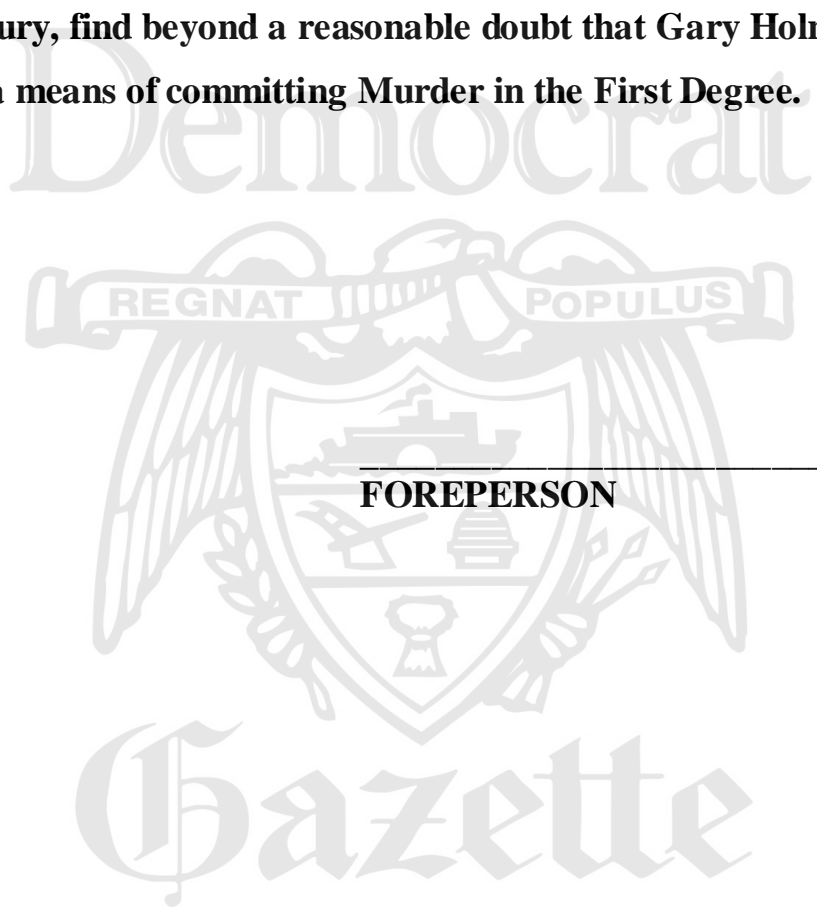 ury, find beyond a reasonable doubt that Gary
a means of committing Murder in the First Degree.
Democrat
REGNAT POPULUS
FOREPERSON
Gazette